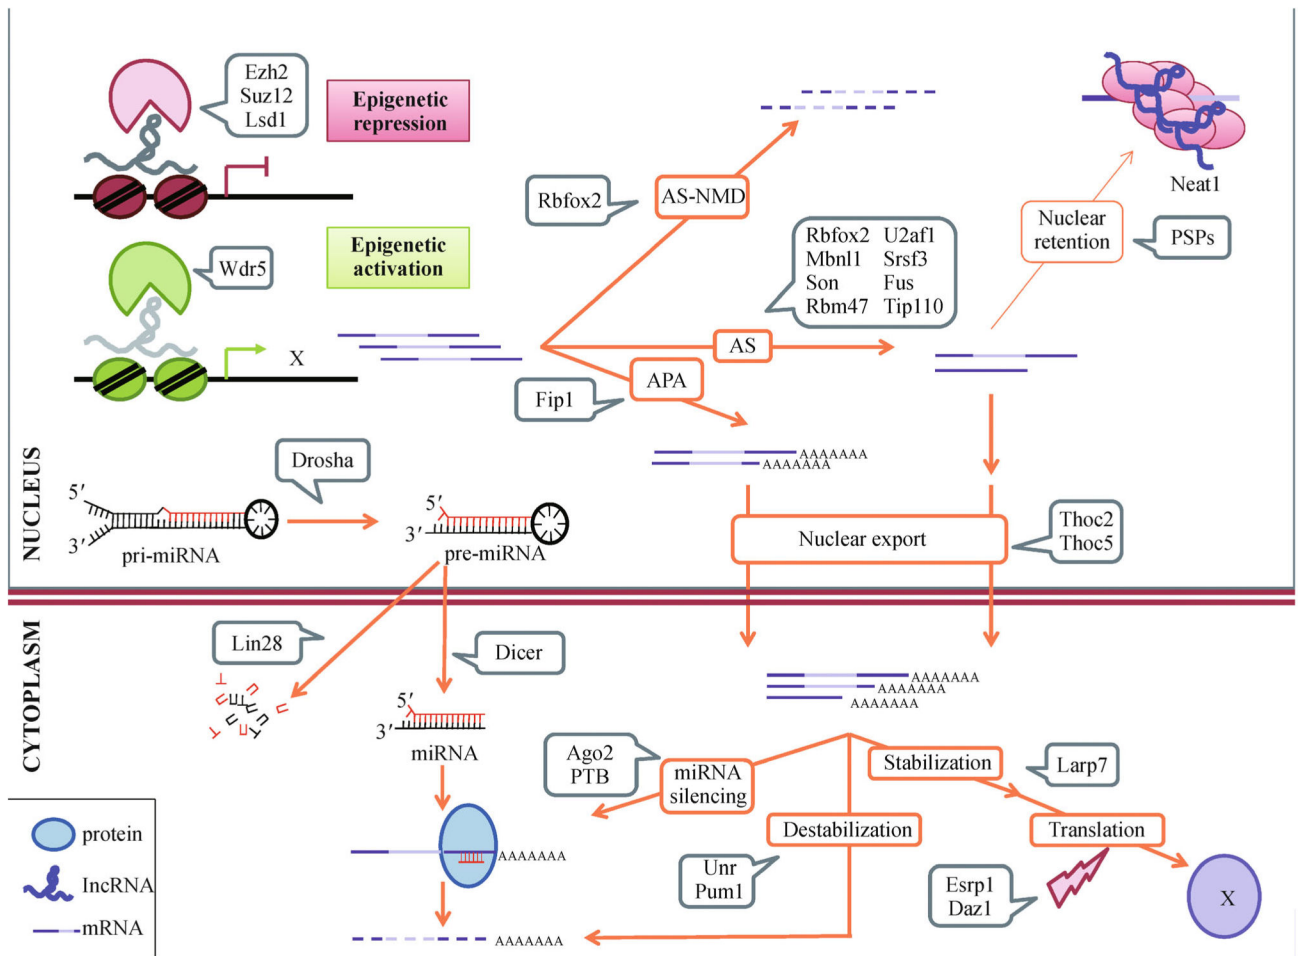 Ezh2
Suz12
Lsd1
Epigenetic
repression
Wdr5
Epigenetic
activation
X
Rbfox2
AS-NMD
Rbfox2 U2af1
Mbnl1 Srsf3
Son Fus
Rbm47 Tip110
AS
Fip1
APA
AAAAAAA
AAAAAAA
Neat1
Nuclear
retention
PSPs
NUCLEUS
Drosha
5′
3′
pri-miRNA
5′
3′
pre-miRNA
Nuclear export
Thoc2
Thoc5
CYTOPLASM
Lin28
Dicer
5′
3′
miRNA
AAAAAAA
AAAAAAA
AAAAAAA
Ago2
PTB
miRNA
silencing
Stabilization
Larp7
Destabilization
Translation
Unr
Pum1
Esrp1
Daz1
X
AAAAAAA
AAAAAAA
protein
lncRNA
mRNA